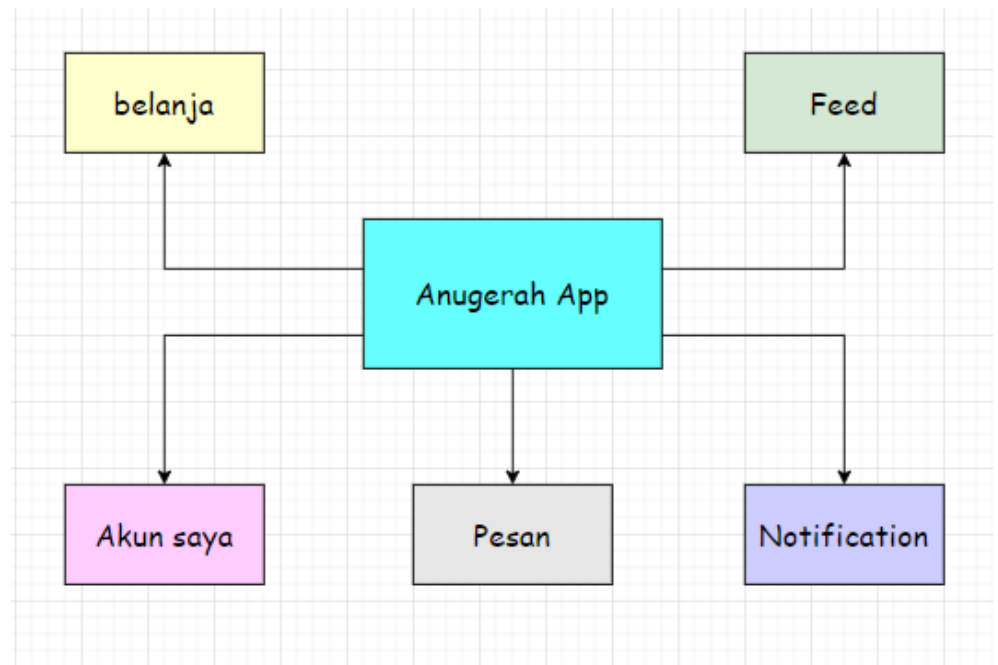 belanja
Feed
Anugerah App
Akun saya
Pesan
Notification